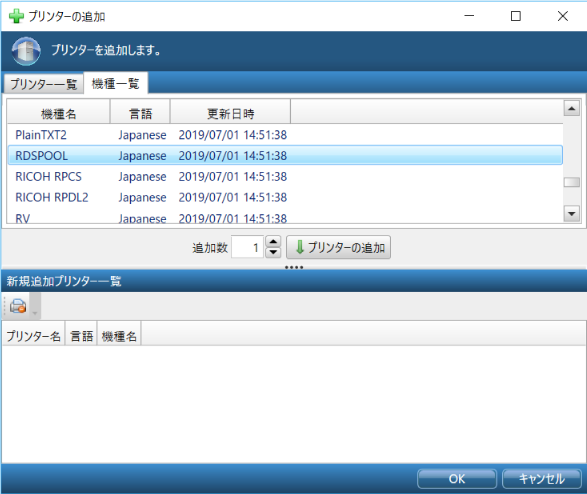 プリンターの追加
プリンターを追加します。
プリンター一覧 機種一覧
機種名 言語 更新日時
PlainTXT2 Japanese 2019/07/01 14:51:38
RDSPOOL Japanese 2019/07/01 14:51:38
RICOH RPCS Japanese 2019/07/01 14:51:38
RICOH RPDL2 Japanese 2019/07/01 14:51:38
RV Japanese 2019/07/01 14:51:38
追加数 1 プリンターの追加
新規追加プリンター一覧
プリンター名 言語 機種名
OK キャンセル